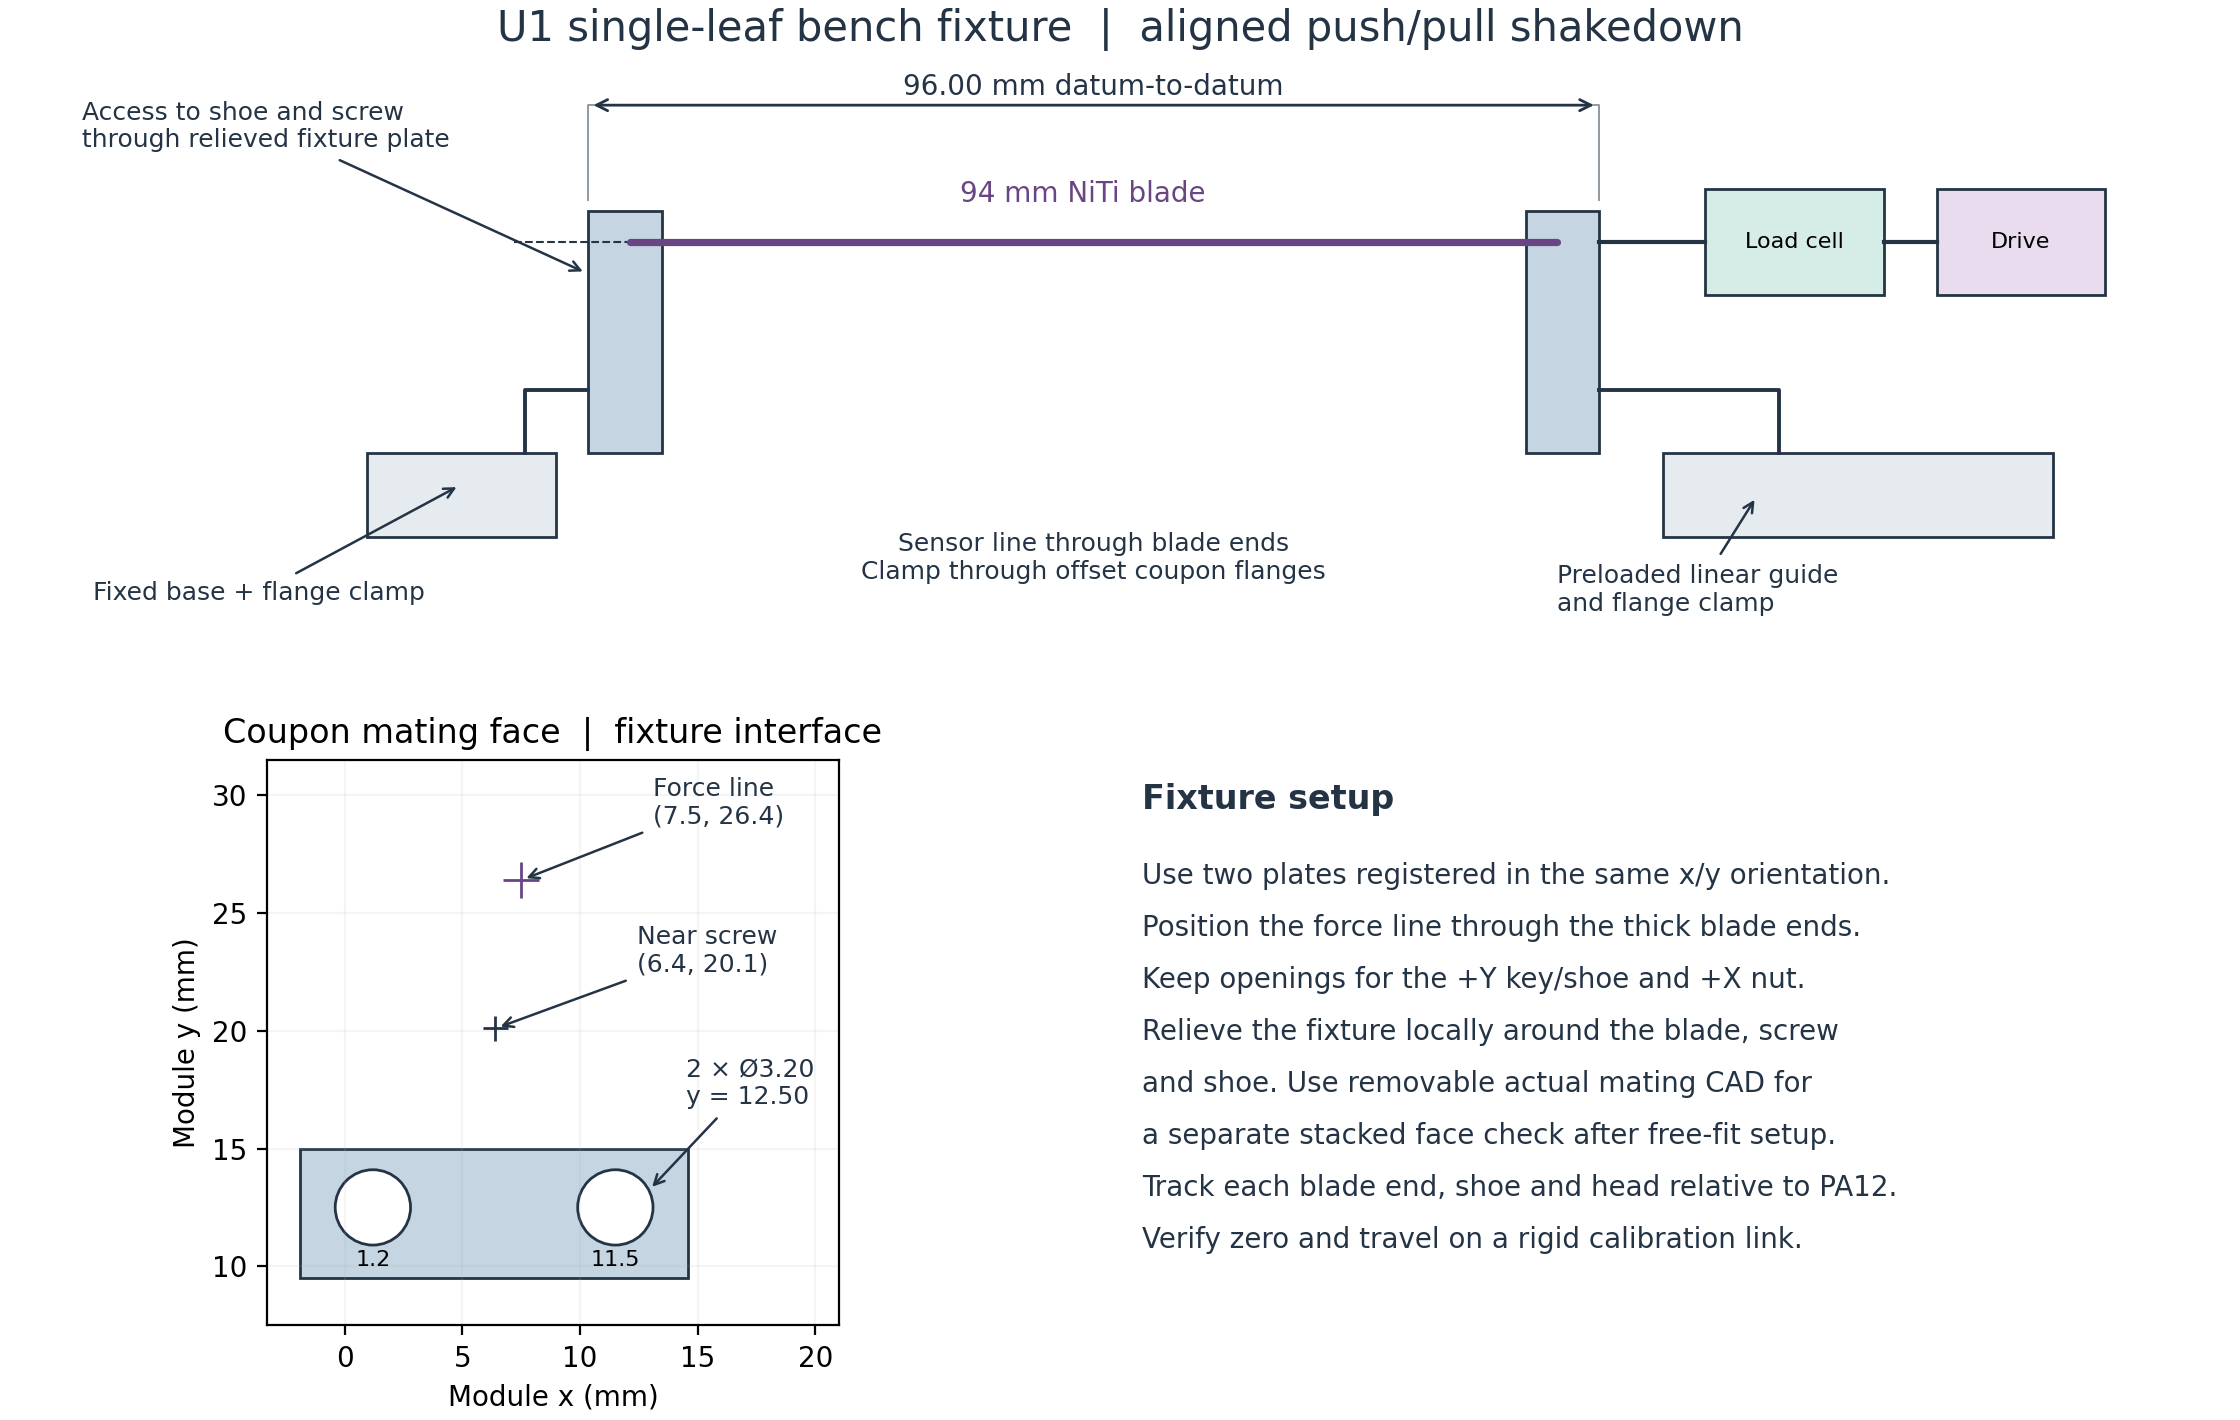 U1 single-leaf bench fixture | aligned push/pull shakedown
96.00 mm datum-to-datum
Access to shoe and screw
through relieved fixture plate
94 mm NiTi blade
Load cell
Drive
Sensor line through blade ends
Clamp through offset coupon flanges
Fixed base + flange clamp
Preloaded linear guide
and flange clamp
Coupon mating face | fixture interface
Force line
(7.5, 26.4)
Near screw
(6.4, 20.1)
2 × Ø3.20
y = 12.50
1.2
11.5
30
25
20
15
10
Module y (mm)
0
5
10
15
20
Module x (mm)
Fixture setup
Use two plates registered in the same x/y orientation.
Position the force line through the thick blade ends.
Keep openings for the +Y key/shoe and +X nut.
Relieve the fixture locally around the blade, screw
and shoe. Use removable actual mating CAD for
a separate stacked face check after free-fit setup.
Track each blade end, shoe and head relative to PA12.
Verify zero and travel on a rigid calibration link.